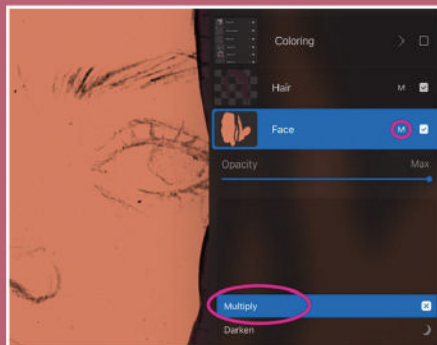 Coloring
Hair M
Face M
Opacity Max
Multiply
Darken